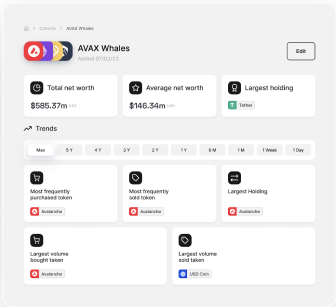 Cohorts > AVAX Whales
AVAX Whales
Added 07/02/23
Edit
Total net worth
$585.37m
Average net worth
$146.34m
Largest holding
Tether
Trends
Max 5 Y 4 Y 3 Y 2 Y 1 Y 6 M 1 M 1 Week 1 Day
Most frequently
purchased token
Avalanche
Most frequently
sold token
Avalanche
Largest Holding
Avalanche
Largest volume
bought token
Avalanche
Largest volume
sold token
USD Coin